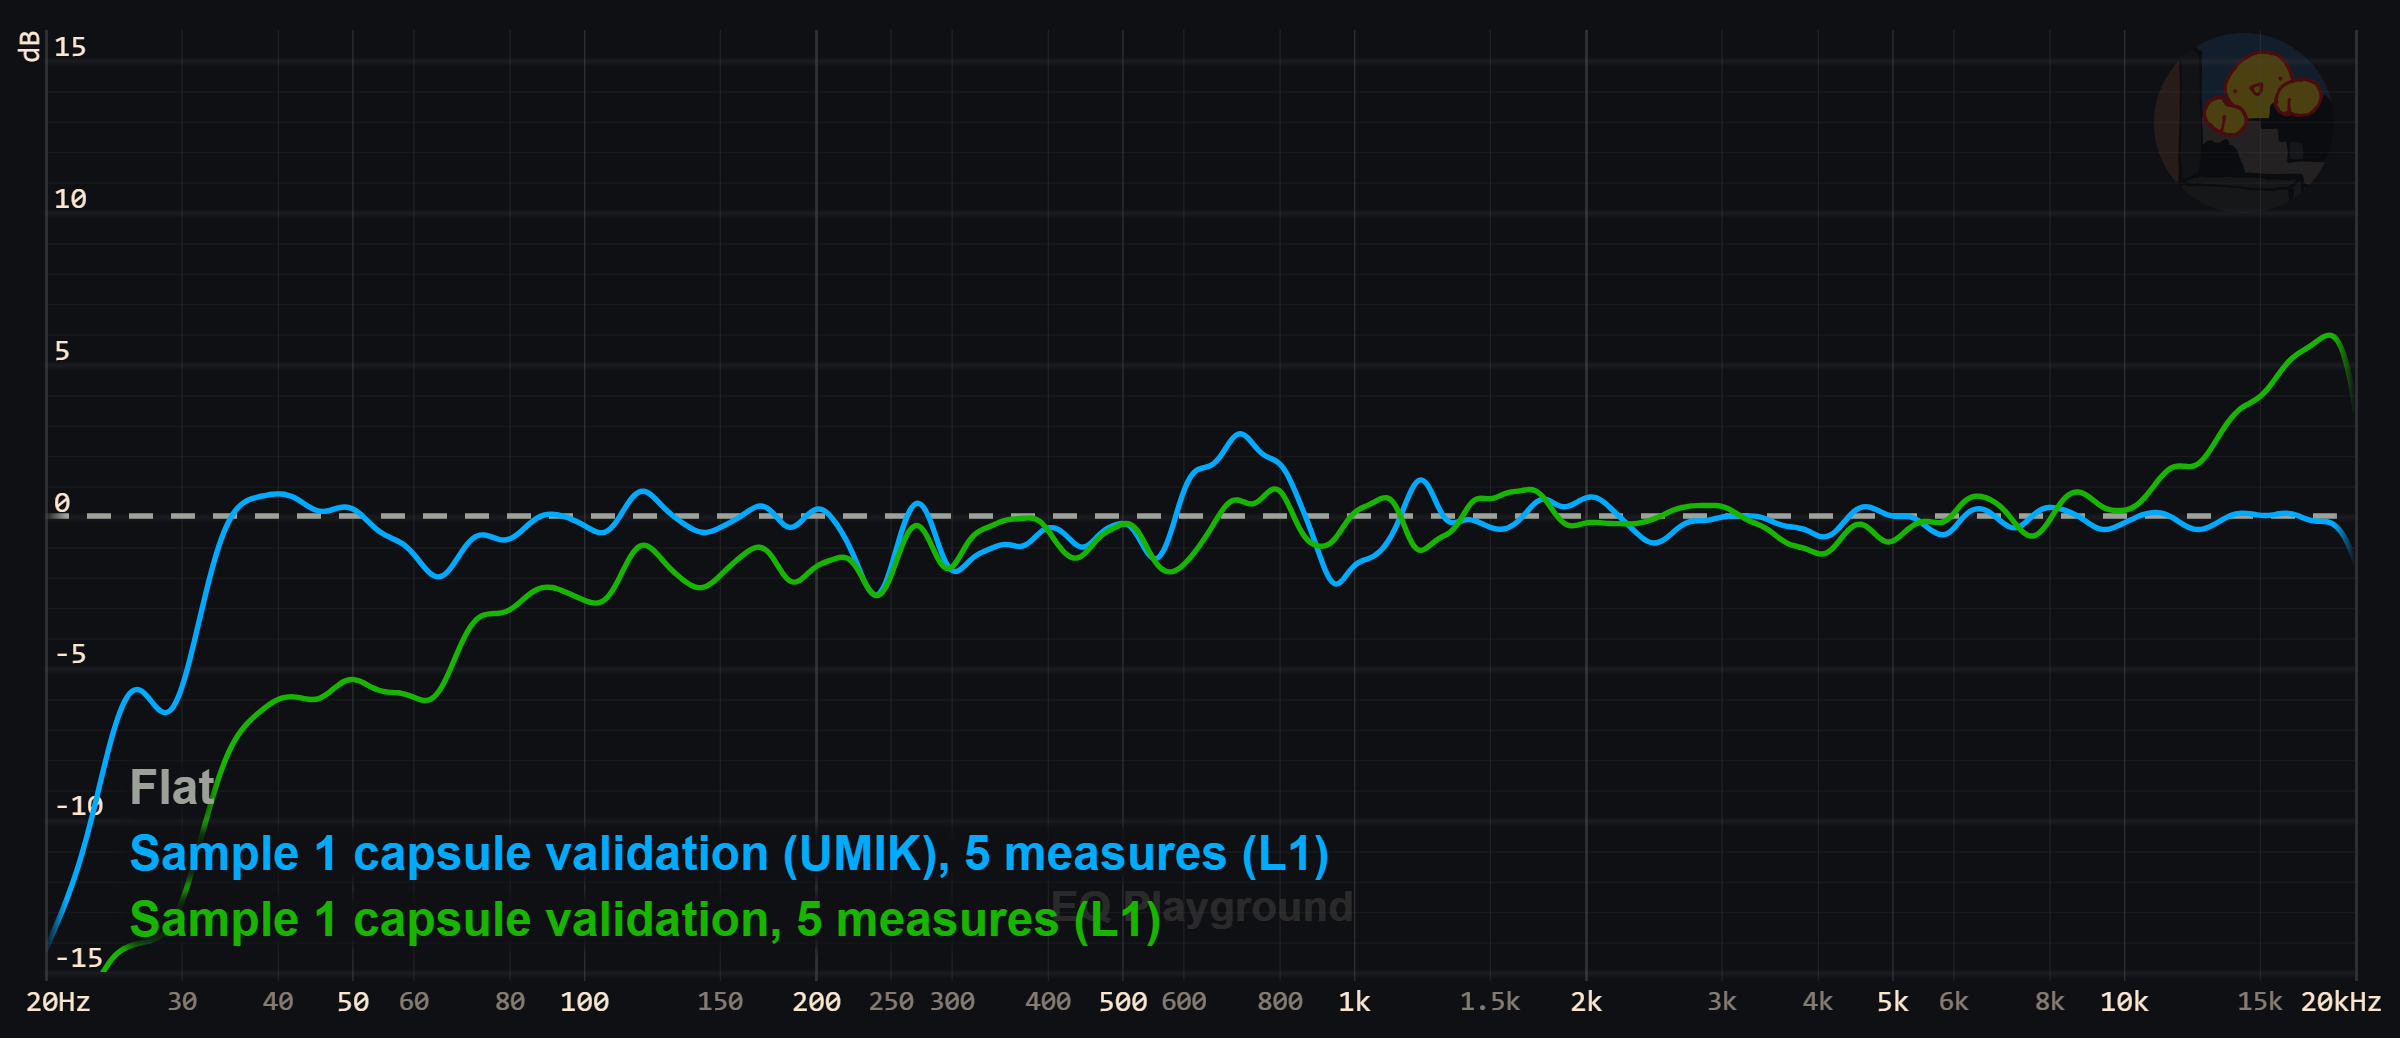 dB
15
10
5
0
-5
-10
-15
Flat
Sample 1 capsule validation (UMIK), 5 measures (L1)
EQ Playground
Sample 1 capsule validation, 5 measures (L1)
20Hz 30 40 50 60 80 100 150 200 250 300 400 500 600 800 1k 1.5k 2k 3k 4k 5k 6k 8k 10k 15k 20kHz